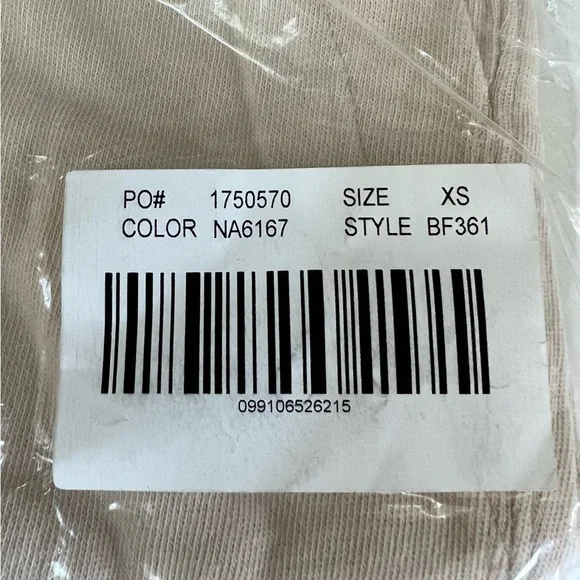 PO# 1750570 SIZE XS
COLOR NA6167 STYLE BF361
099106526215